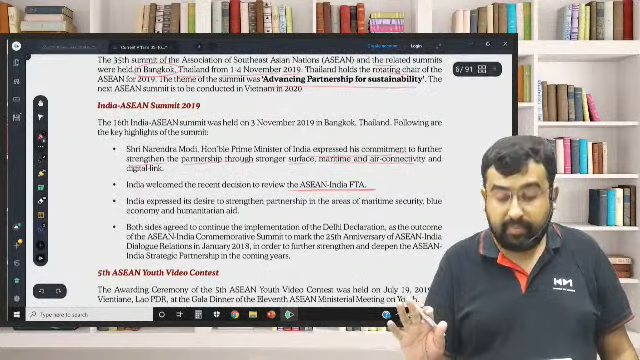 Current Affairs 05-10...
Create account
Login
6 / 91
The 35th summit of the Association of Southeast Asian Nations (ASEAN) and the related summits
were held in Bangkok, Thailand from 1-4 November 2019. Thailand holds the rotating chair of the
ASEAN for 2019. The theme of the summit was 'Advancing Partnership for sustainability'. The
next ASEAN summit is to be conducted in Vietnam in 2020
India-ASEAN Summit 2019
The 16th India-ASEAN summit was held on 3 November 2019 in Bangkok, Thailand. Following are
the key highlights of the summit:
• Shri Narendra Modi, Hon'ble Prime Minister of India expressed his commitment to further
strengthen the partnership through stronger surface, maritime and air-connectivity and
digital-link.
• India welcomed the recent decision to review the ASEAN-India FTA.
• India expressed its desire to strengthen partnership in the areas of maritime security, blue
economy and humanitarian aid.
• Both sides agreed to continue the implementation of the Delhi Declaration, as the outcome
of the ASEAN-India Commemorative Summit to mark the 25th Anniversary of ASEAN-India
Dialogue Relations in January 2018, in order to further strengthen and deepen the ASEAN-
India Strategic Partnership in the coming years.
5th ASEAN Youth Video Contest
The Awarding Ceremony of the 5th ASEAN Youth Video Contest was held on July 19, 2019
Vientiane, Lao PDR, at the Gala Dinner of the Eleventh ASEAN Ministerial Meeting on Youth.
Type here to search